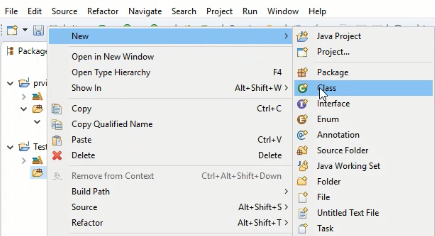 File Edit Source Refactor Navigate Search Project Run Window Help
New
Open in New Window
Open Type Hierarchy F4
Show In Alt+Shift+W
Copy Ctrl+C
Copy Qualified Name
Paste Ctrl+V
Delete Delete
Remove from Context Ctrl+Alt+Shift+Down
Build Path
Source Alt+Shift+S
Refactor Alt+Shift+T
Java Project
Project...
Package
Class
Interface
Enum
Annotation
Source Folder
Java Working Set
Folder
File
Untitled Text File
Task